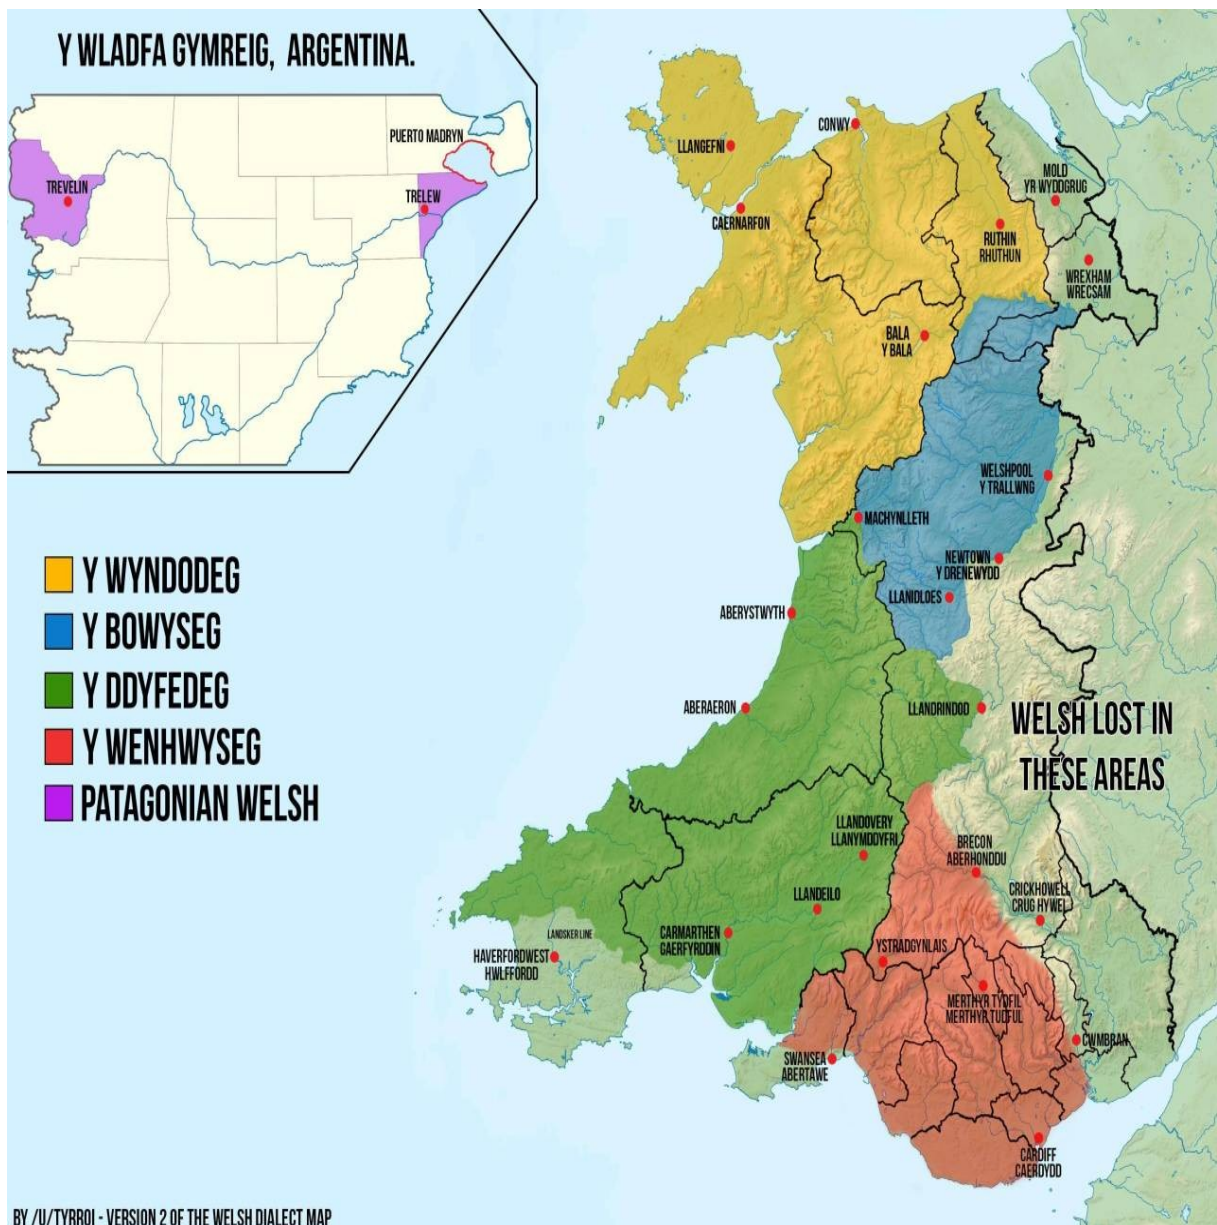 Y WLADFA GYMREIG, ARGENTINA.
PUERTO MADRYN
TREVELIN
TRELEW
CONWY
LLANGEFNI
MOLD
YR WYDDGRUG
CAERNARFON
RUTHIN
RHUTHUN
WREXHAM
WRECSAM
BALA
Y BALA
WELSHPOOL
Y TRALLWNG
MACHYNLLETH
NEWTOWN
Y DRENEWYDD
LLANIDLOES
Y WYNDODEG
Y BOWYSEG
Y DDYFEDEG
Y WENHWYSEG
PATAGONIAN WELSH
ABERYSTWYTH
ABERAERON
LLANDRINDOD
WELSH LOST IN
THESE AREAS
LLANDOVERY
LLANYMDDYFRI
BRECON
ABERHONDDU
LLANDEILO
CRICKHOWELL
CRUG HYWEL
LANDSKER LINE
CARMARTHEN
GAERFYRDDIN
HAVERFORDWEST
HWLFFORDD
YSTRADGYNLAIS
MERTHYR TYDFIL
MERTHYR TUDFUL
CWMBRAN
SWANSEA
ABERTAWE
CARDIFF
CAERDYDD
BY /U/TYRROI - VERSION 2 OF THE WELSH DIALECT MAP